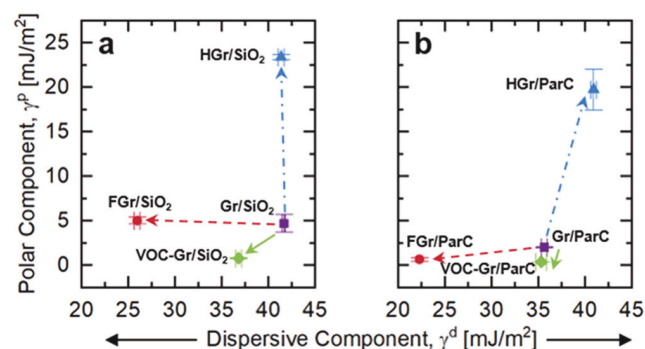 a
b
HGr/SiO₂
HGr/ParC
FGr/SiO₂
Gr/SiO₂
VOC-Gr/SiO₂
Gr/ParC
FGr/ParC
VOC-Gr/ParC
Polar Component, γᵖ [mJ/m²]
25
20
15
10
5
0
20 25 30 35 40 45
20 25 30 35 40 45
Dispersive Component, γᵈ [mJ/m²]